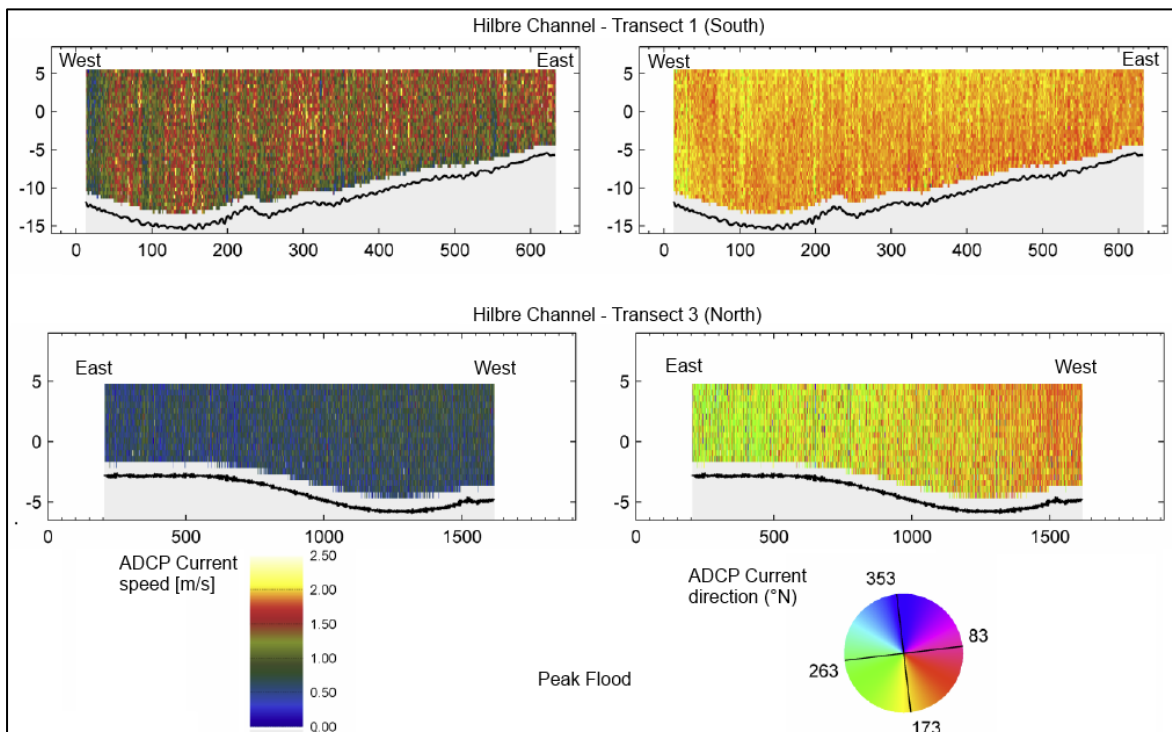 Hilbre Channel - Transect 1 (South)
West East West East
5 5
0 0
-5 -5
-10 -10
-15 -15
0 100 200 300 400 500 600 0 100 200 300 400 500 600
Hilbre Channel - Transect 3 (North)
East West East West
5 5
0 0
-5 -5
0 500 1000 1500 0 500 1000 1500
ADCP Current
speed [m/s]
2.50
2.00
1.50
1.00
0.50
0.00
Peak Flood
ADCP Current
direction (°N)
353
83
263
173